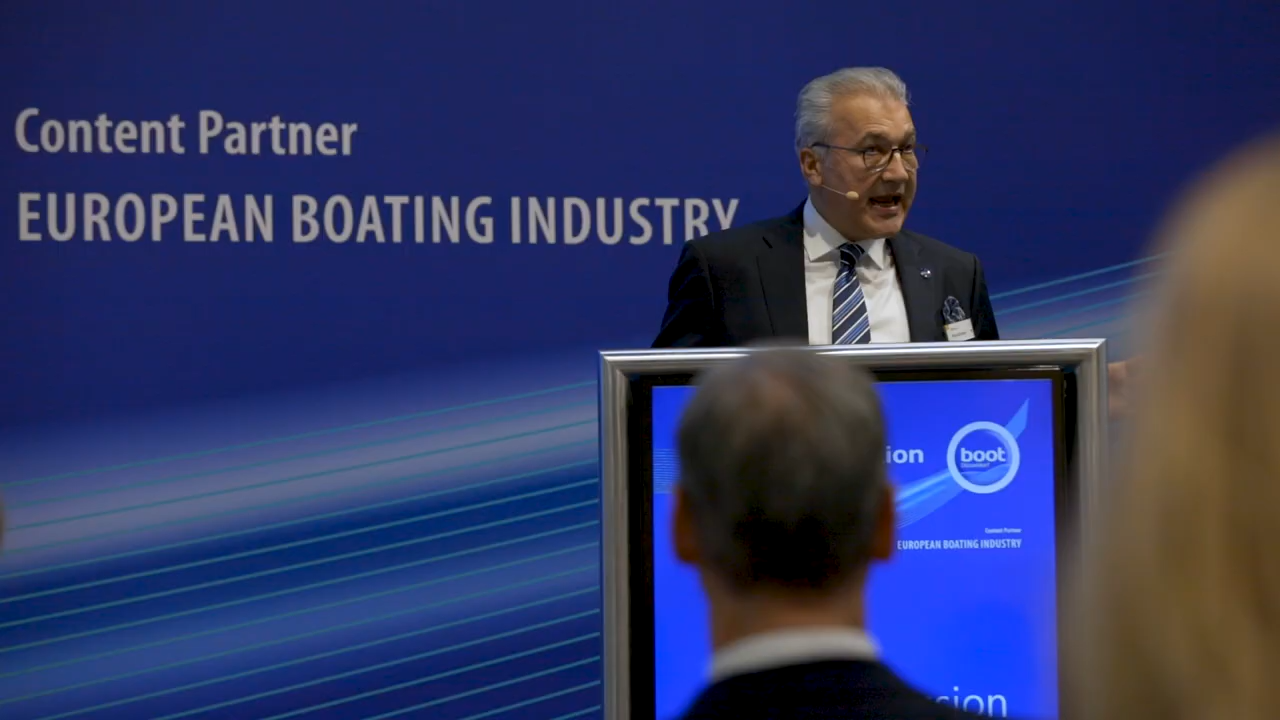 Content Partner
EUROPEAN BOATING INDUSTRY
ion
boot
Content Partner
EUROPEAN BOATING INDUSTRY
sion